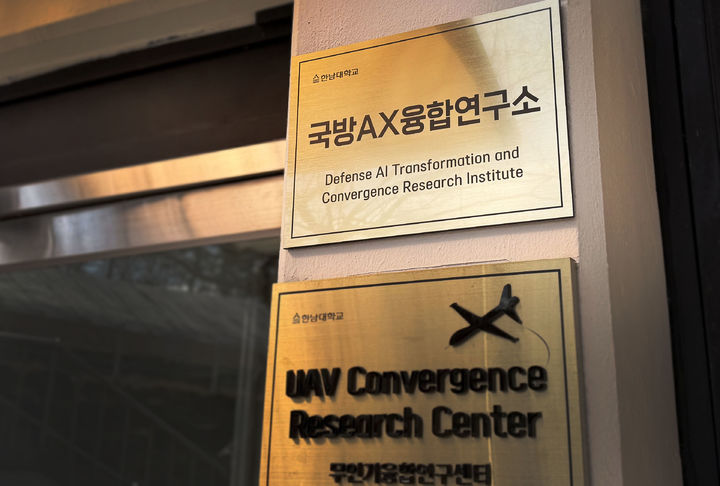 한남대학교
국방AX융합연구소
Defense AI Transformation and
Convergence Research Institute
한남대학교
UAV Convergence
Research Center
무인기융합연구센터